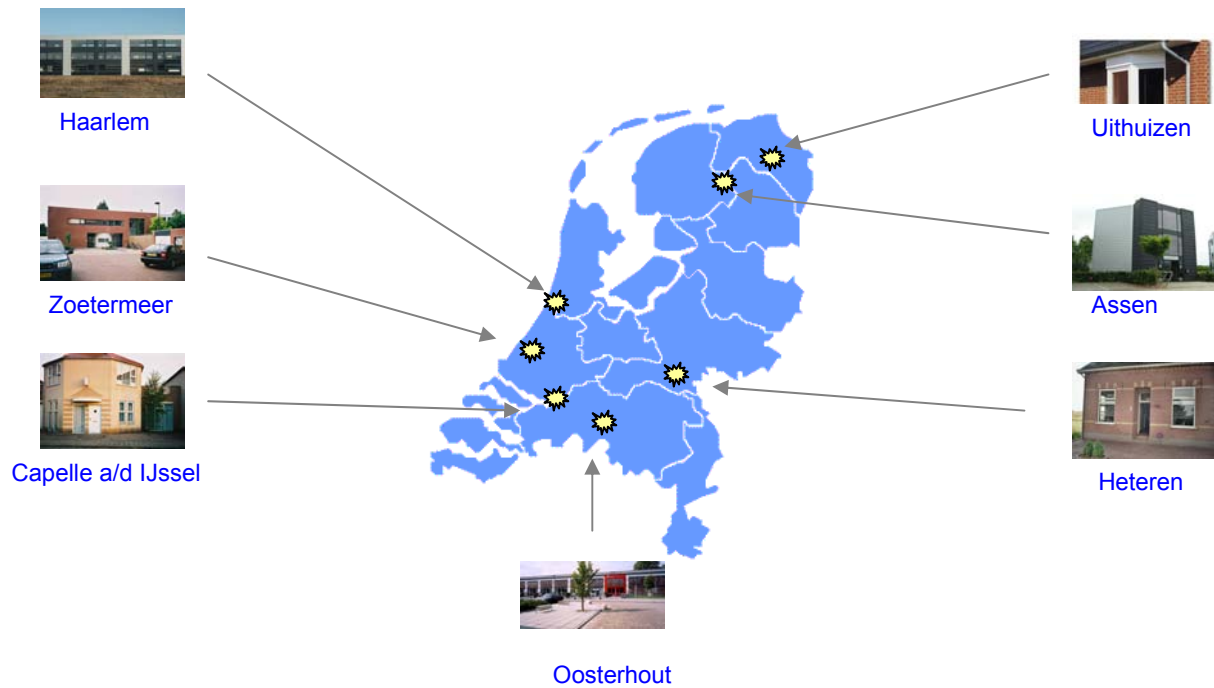 Haarlem
Uithuizen
Zoetermeer
Assen
Capelle a/d IJssel
Heteren
Oosterhout